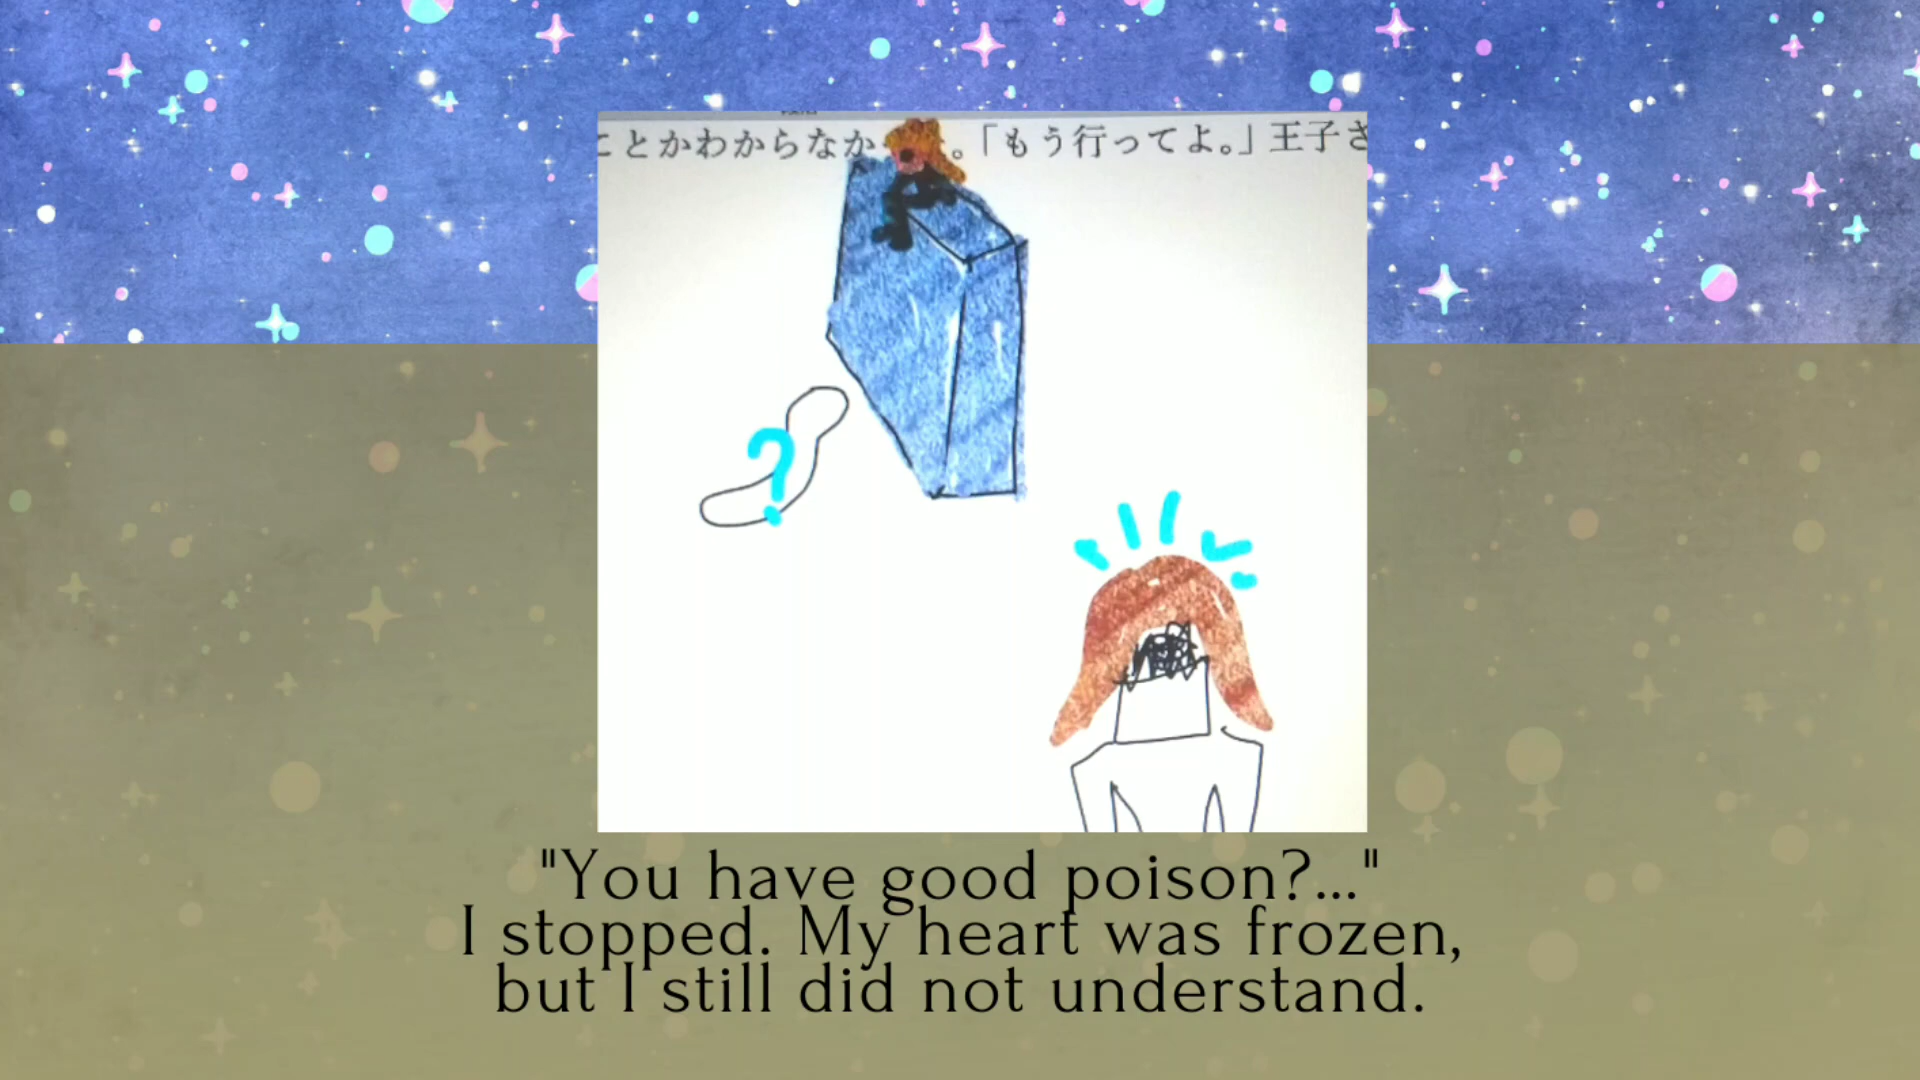 ことかわからなか 。「もう行ってよ。」王子さ
?
"You have good poison?..."
I stopped. My heart was frozen,
but I still did not understand.